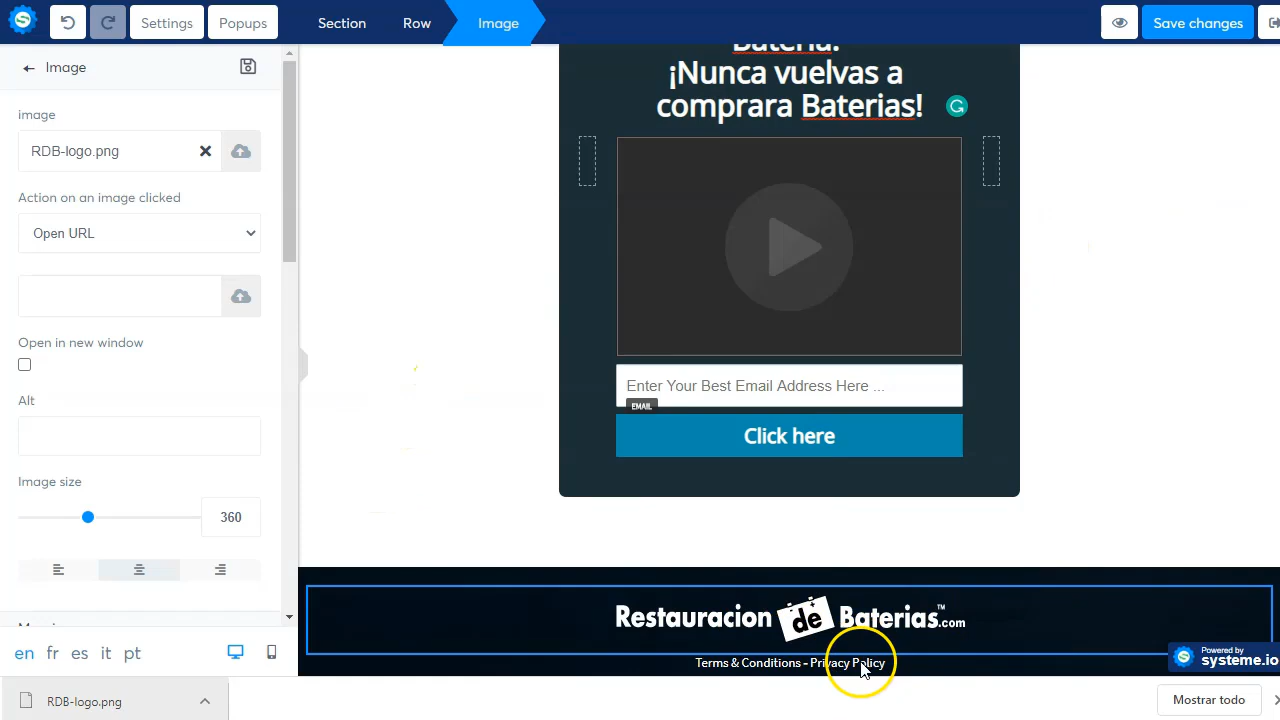 Settings
Popups
Section
Row
Image
Save changes
Image
image
RDB-logo.png
Action on an image clicked
Open URL
Open in new window
Alt
Image size
360
en fr es it pt
¡Nunca vuelvas a
comprara Baterias!
Enter Your Best Email Address Here ...
EMAIL
Click here
Restauracion de Baterias™.com
Terms & Conditions - Privacy Policy
Powered by
systeme.io
RDB-logo.png
Mostrar todo